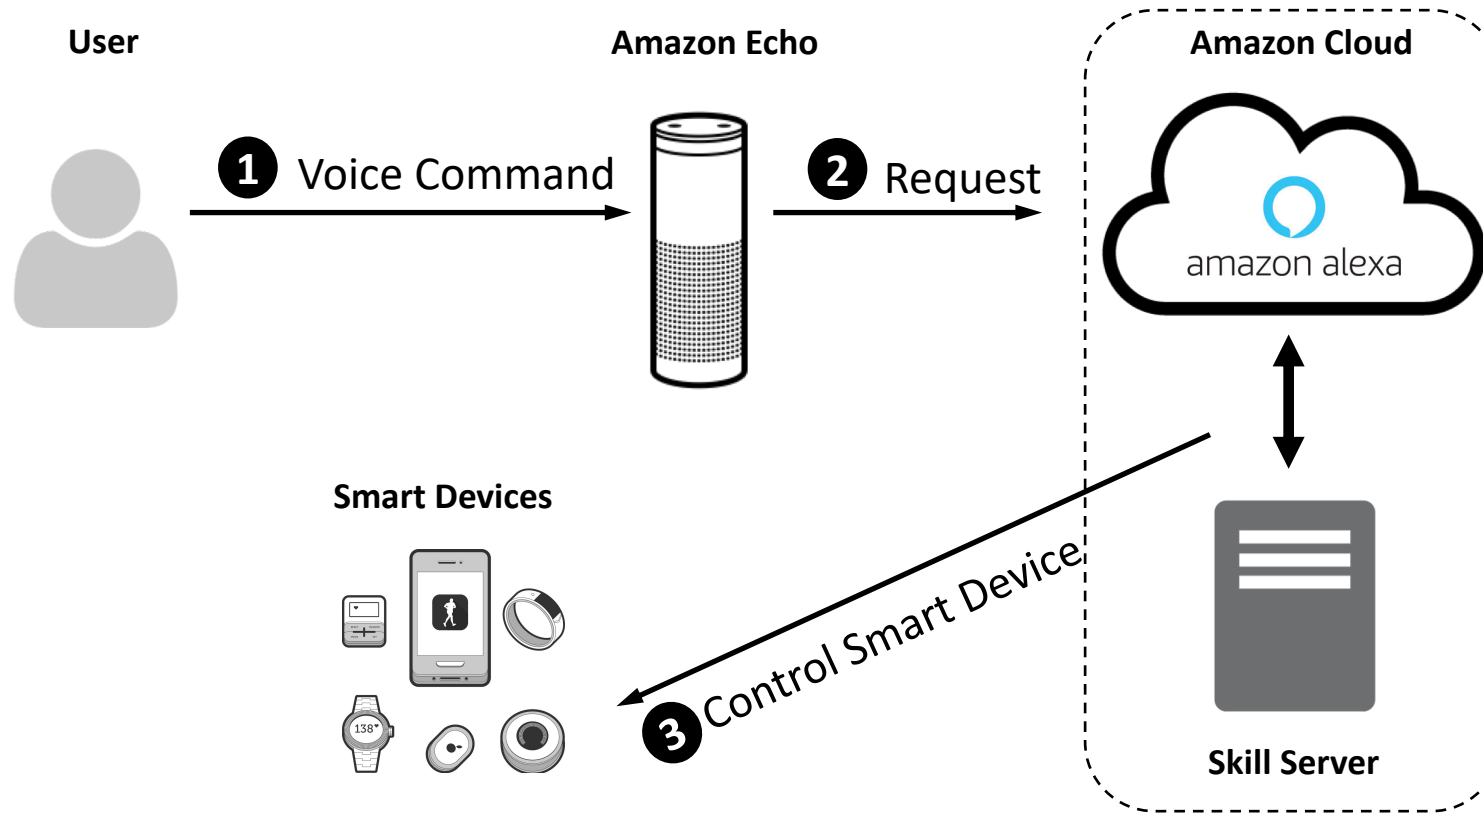 User
Amazon Echo
Amazon Cloud
1 Voice Command
2 Request
amazon alexa
Smart Devices
3 Control Smart Device
138
Skill Server